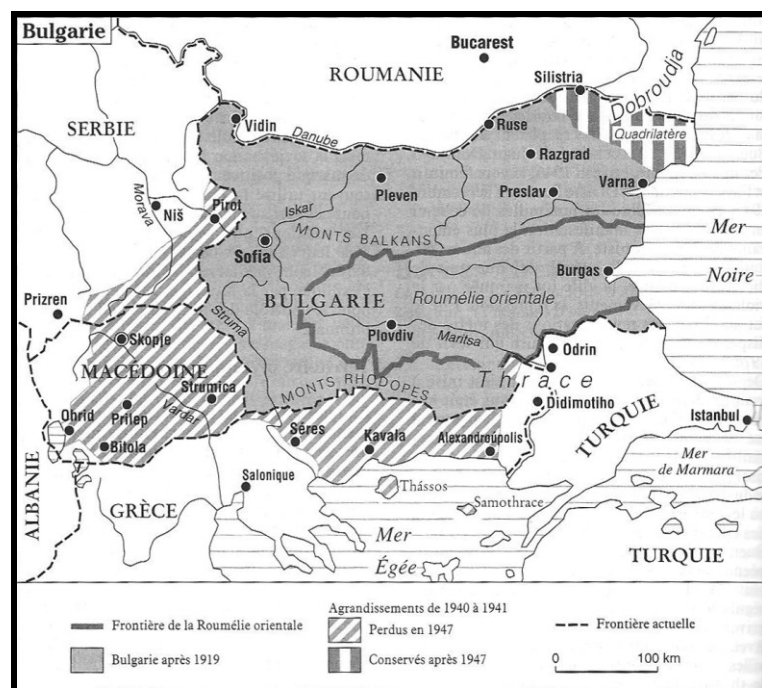 Bulgarie
Bucarest
ROUMANIE
Silistria
Dobroudja
SERBIE
Vidin
Danube
Ruse
Quadrilatère
Razgrad
Morava
Pleven
Preslav
Varna
Niš
Pirot
Iskar
Mer
Noire
MONTS BALKANS
Sofia
Burgas
Prizren
BULGARIE
Roumélie orientale
Struma
Skopje
Plovdiv
Maritsa
Odrin
MACÉDOINE
MONTS RHODOPES
Thrace
Strumica
Didimotiho
TURQUIE
Ohrid
Prilep
Vardar
Istanbul
Bitola
Séres
Kavala
Alexandroúpolis
Mer
de Marmara
ALBANIE
Salonique
Thássos
GRÈCE
Samothrace
Mer
Égée
TURQUIE
Frontière de la Roumélie orientale
Bulgarie après 1919
Agrandissements de 1940 à 1941
Perdus en 1947
Conservés après 1947
Frontière actuelle
0 100 km